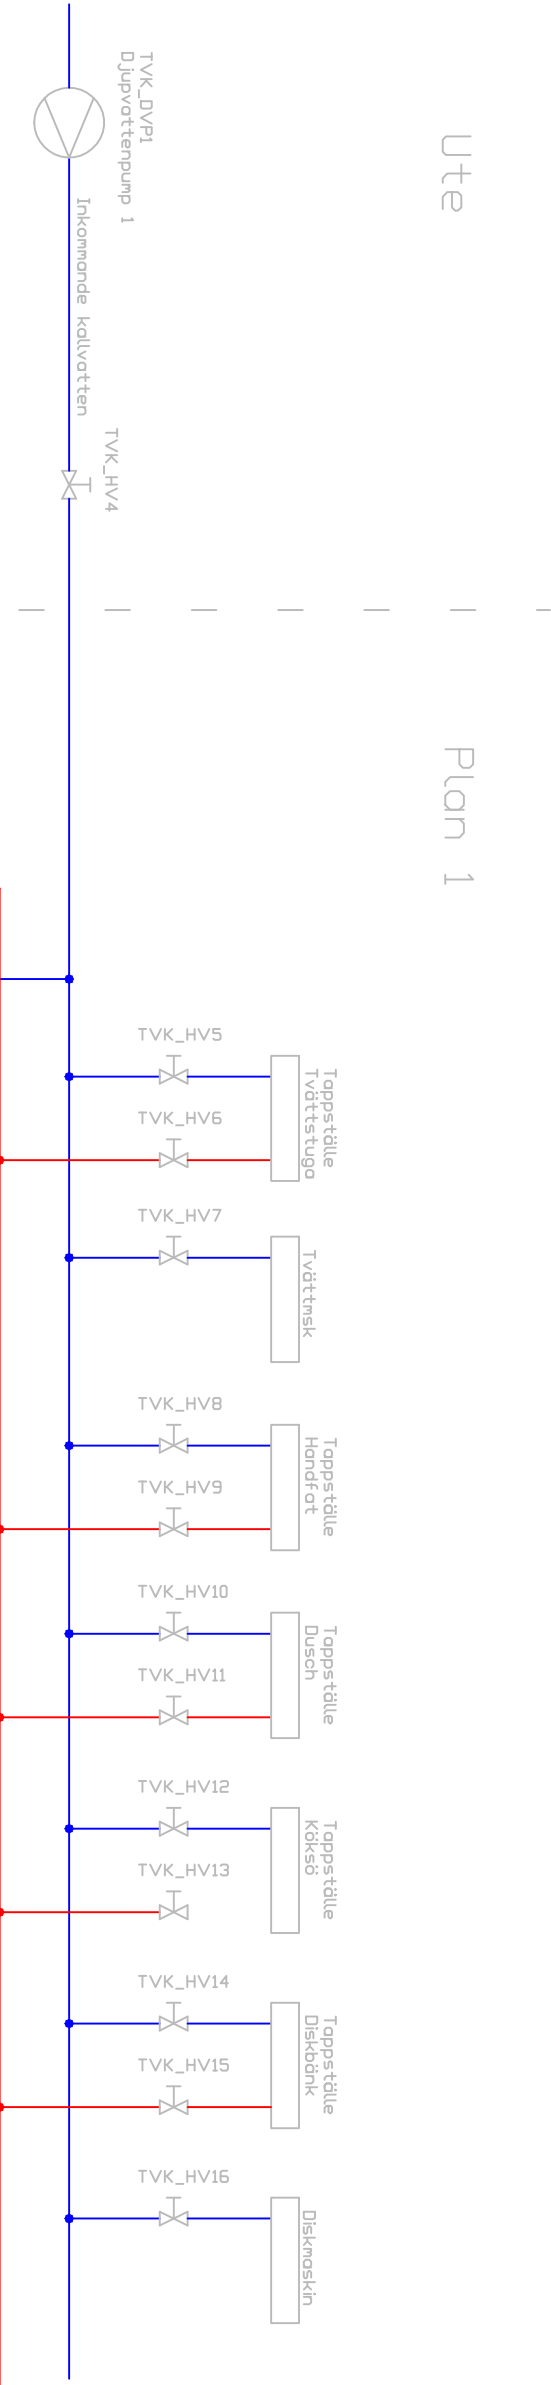 TVK_DVP1
Djupvattenpump 1
Ute
Inkommande kallvatten
TVK_HV4
Plan 1
TVK_HV5
Tappställe
Tvättstuga
TVK_HV6
TVK_HV7
Tvättmsk
TVK_HV8
Tappställe
Handfat
TVK_HV9
TVK_HV10
Tappställe
Dusch
TVK_HV11
TVK_HV12
Tappställe
Köksö
TVK_HV13
TVK_HV14
Tappställe
Diskbänk
TVK_HV15
TVK_HV16
Diskmaskin